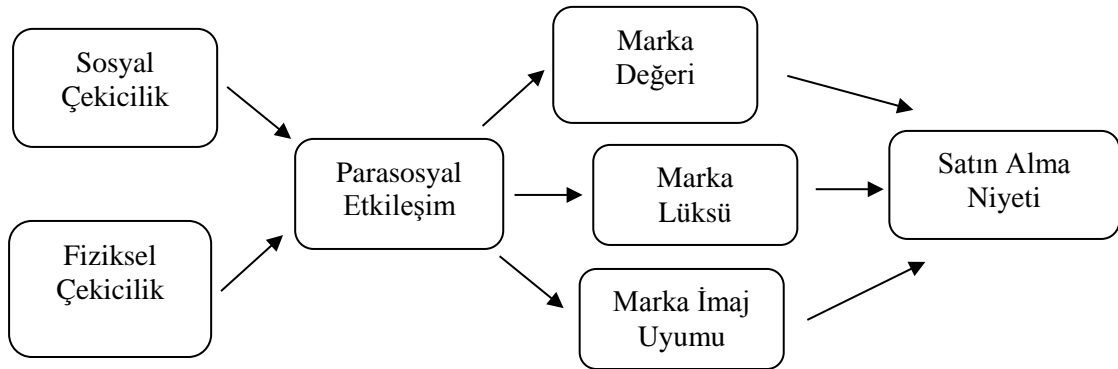 Sosyal
Çekicilik
Fiziksel
Çekicilik
Parasosyal
Etkileşim
Marka
Değeri
Marka
Lüksü
Marka İmaj
Uyumu
Satın Alma
Niyeti